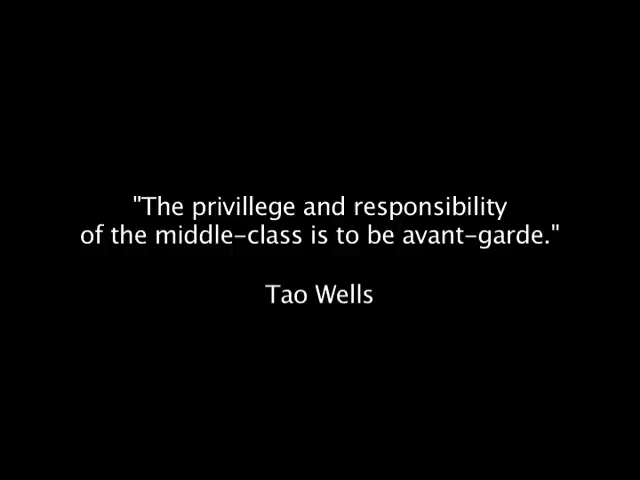 "The privillege and responsibility
of the middle-class is to be avant-garde."
Tao Wells